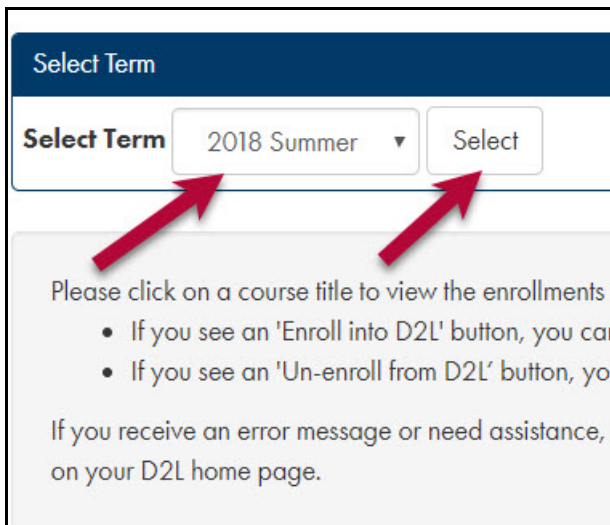 Select Term
Select Term 2018 Summer Select
Please click on a course title to view the enrollments
If you see an 'Enroll into D2L' button, you can
If you see an 'Un-enroll from D2L’ button, yo
If you receive an error message or need assistance,
on your D2L home page.